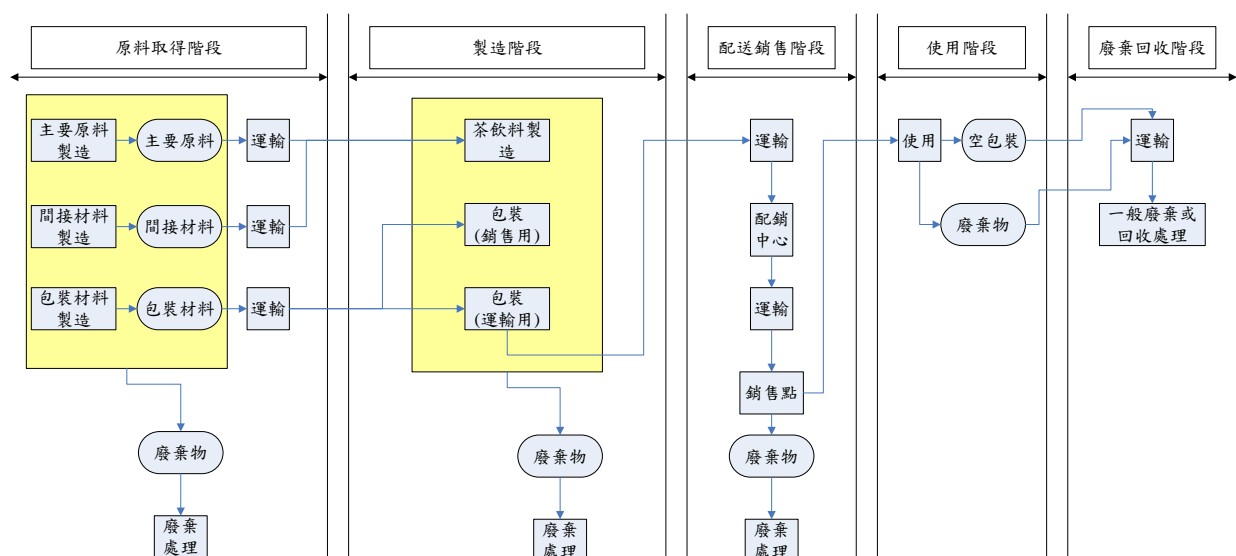 原料取得階段
製造階段
配送銷售階段
使用階段
廢棄回收階段
主要原料
製造
主要原料
運輸
間接材料
製造
間接材料
運輸
包裝材料
製造
包裝材料
運輸
廢棄物
廢棄
處理
茶飲料製
造
包裝
(銷售用)
包裝
(運輸用)
廢棄物
廢棄
處理
運輸
配銷
中心
運輸
銷售點
廢棄物
廢棄
處理
使用
空包裝
廢棄物
運輸
一般廢棄或
回收處理